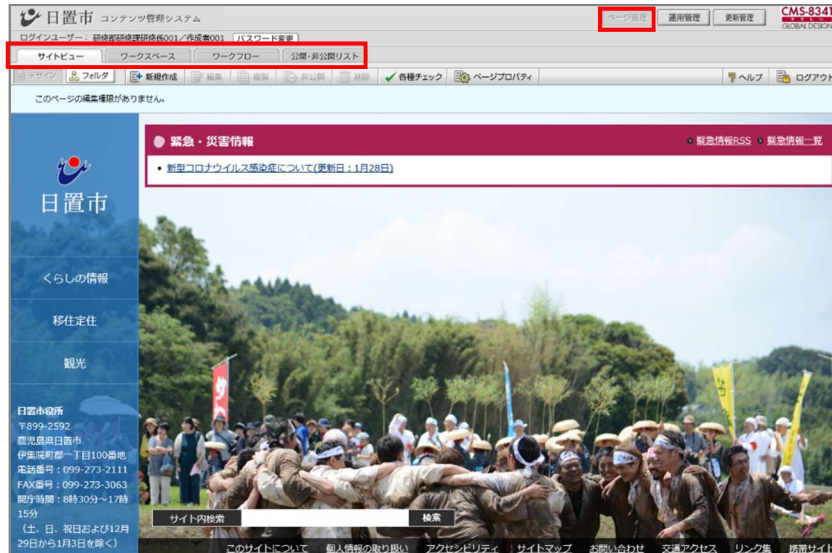 日置市 コンテンツ管理システム
ページ管理 運用管理 更新管理 CMS-8341
やさしい
GLOBAL DESIGN
ログインユーザー： 研修部研修課研修係001／作成者001 パスワード変更
サイトビュー ワークスペース ワークフロー 公開・非公開リスト
デザイン フォルダ 新規作成 編集 複製 非公開 削除 各種チェック ページプロパティ ヘルプ ログアウト
このページの編集権限がありません。
緊急・災害情報 緊急情報RSS 緊急情報一覧
新型コロナウイルス感染症について(更新日：1月28日)
日置市
くらしの情報
移住定住
観光
日置市役所
〒899-2592
鹿児島県日置市
伊集院町郡一丁目100番地
電話番号：099-273-2111
FAX番号：099-273-3063
開庁時間：8時30分～17時
15分
（土、日、祝日および12月
29日から1月3日を除く）
サイト内検索 検索
このサイトについて 個人情報の取り扱い アクセシビリティ サイトマップ お問い合わせ 交通アクセス リンク集 携帯サイト